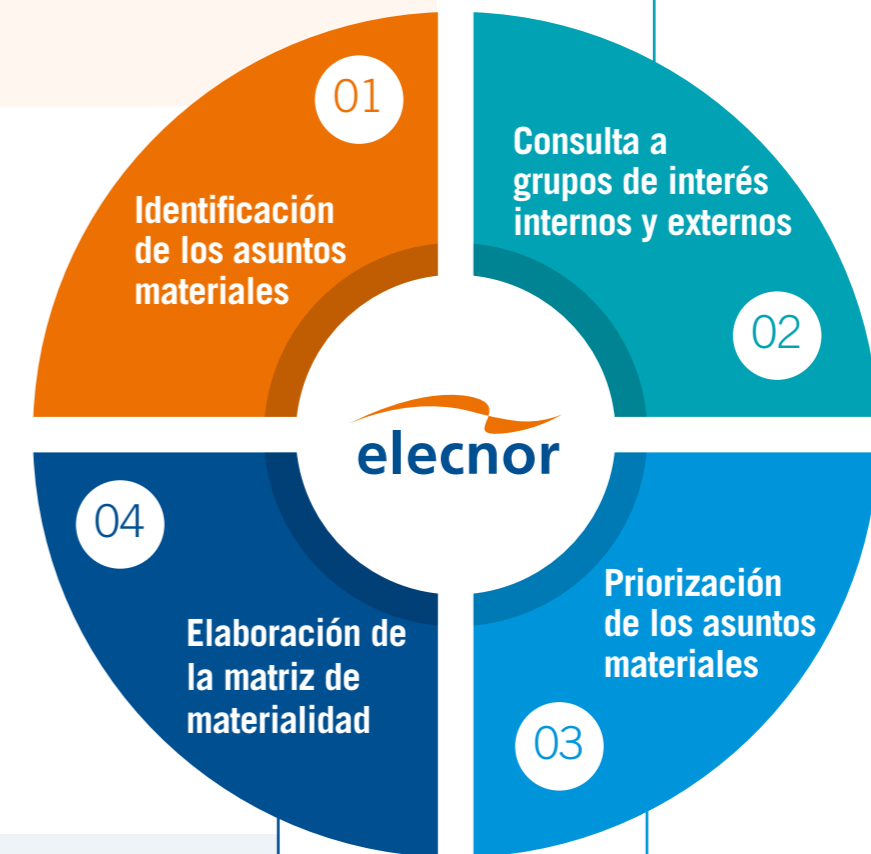 01
Identificación
de los asuntos
materiales
Consulta a
grupos de interés
internos y externos
02
elecnor
04
Elaboración de
la matriz de
materialidad
Priorización
de los asuntos
materiales
03